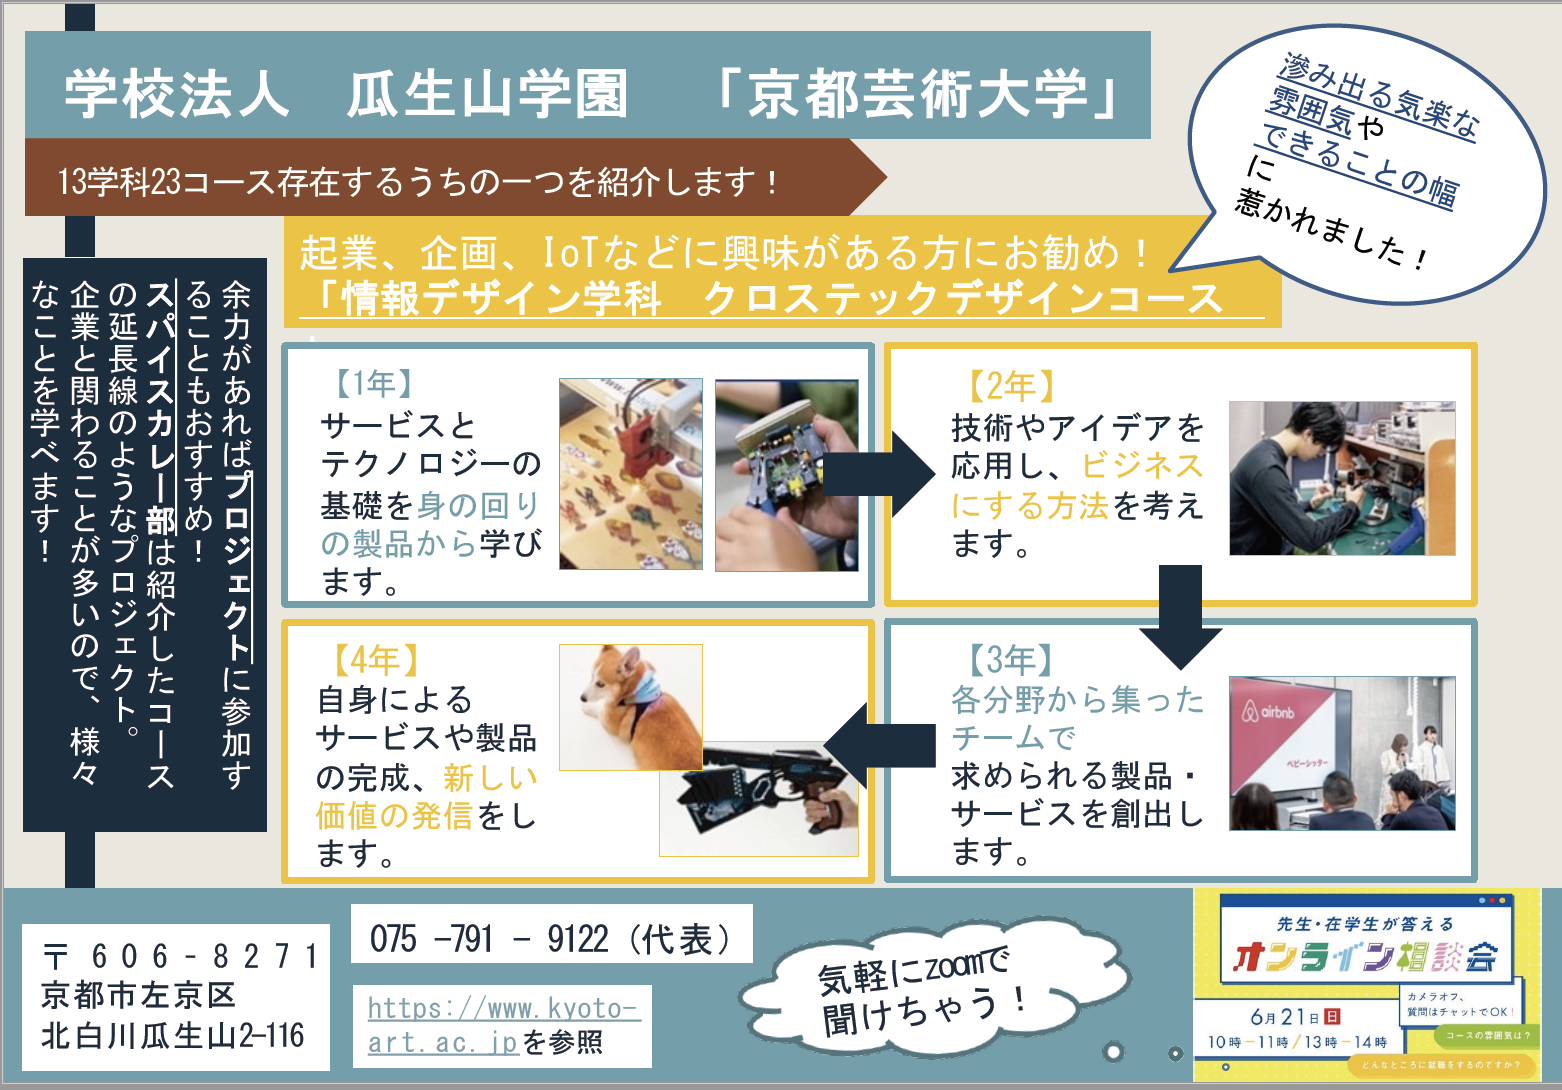 学校法人　瓜生山学園　「京都芸術大学」
13学科23コース存在するうちの一つを紹介します！
滲み出る気楽な
雰囲気や
できることの幅
に
惹かれました！
起業、企画、IoTなどに興味がある方にお勧め！
「情報デザイン学科　クロステックデザインコース
余力があればプロジェクトに参加す
ることもおすすめ！
スパイスカレー部は紹介したコース
の延長線のようなプロジェクト。
企業と関わることが多いので、様々
なことを学べます！
【1年】
サービスと
テクノロジーの
基礎を身の回り
の製品から学び
ます。
【2年】
技術やアイデアを
応用し、ビジネス
にする方法を考え
ます。
【4年】
自身による
サービスや製品
の完成、新しい
価値の発信をし
ます。
【3年】
各分野から集った
チームで
求められる製品・
サービスを創出し
ます。
airbnb
ベビーシッター
〒６０６-８２７１
京都市左京区
北白川瓜生山2-116
075 -791 - 9122（代表）
https://www.kyoto-
art.ac.jpを参照
気軽にzoomで
聞けちゃう！
先生・在学生が答える
オンライン相談会
カメラオフ、
質問はチャットでOK！
6月21日 日
10時-11時/13時-14時
コースの雰囲気は？
どんなところに就職をするのですか？